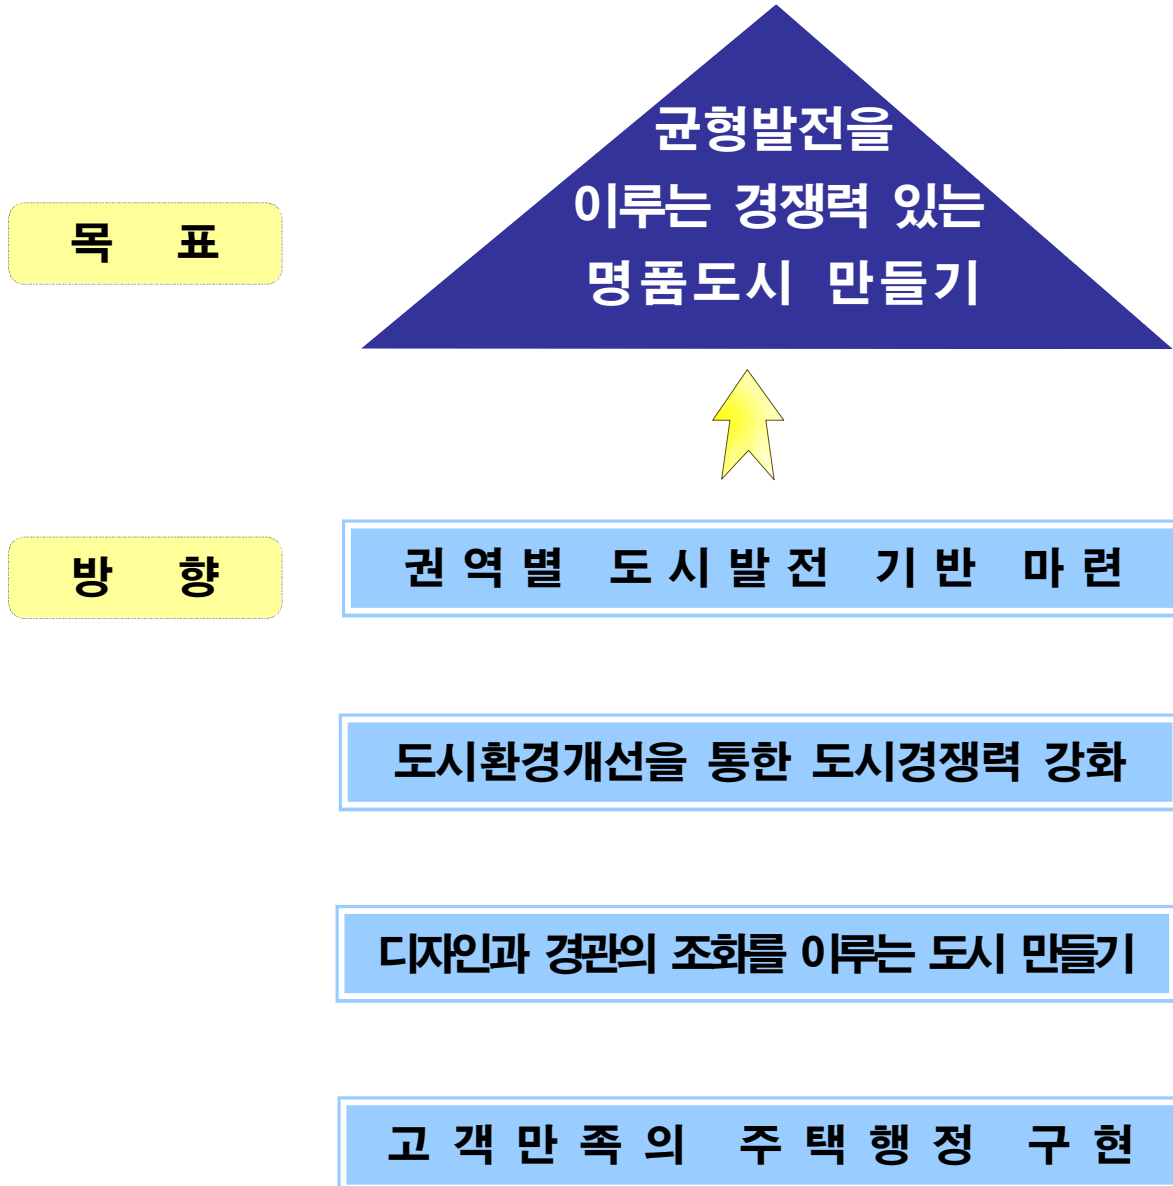 균형발전을
이루는 경쟁력 있는
명품도시 만들기
목 표
방 향
권역별 도시발전 기반 마련
도시환경개선을 통한 도시경쟁력 강화
디자인과 경관의 조화를 이루는 도시 만들기
고객만족의 주택행정 구현